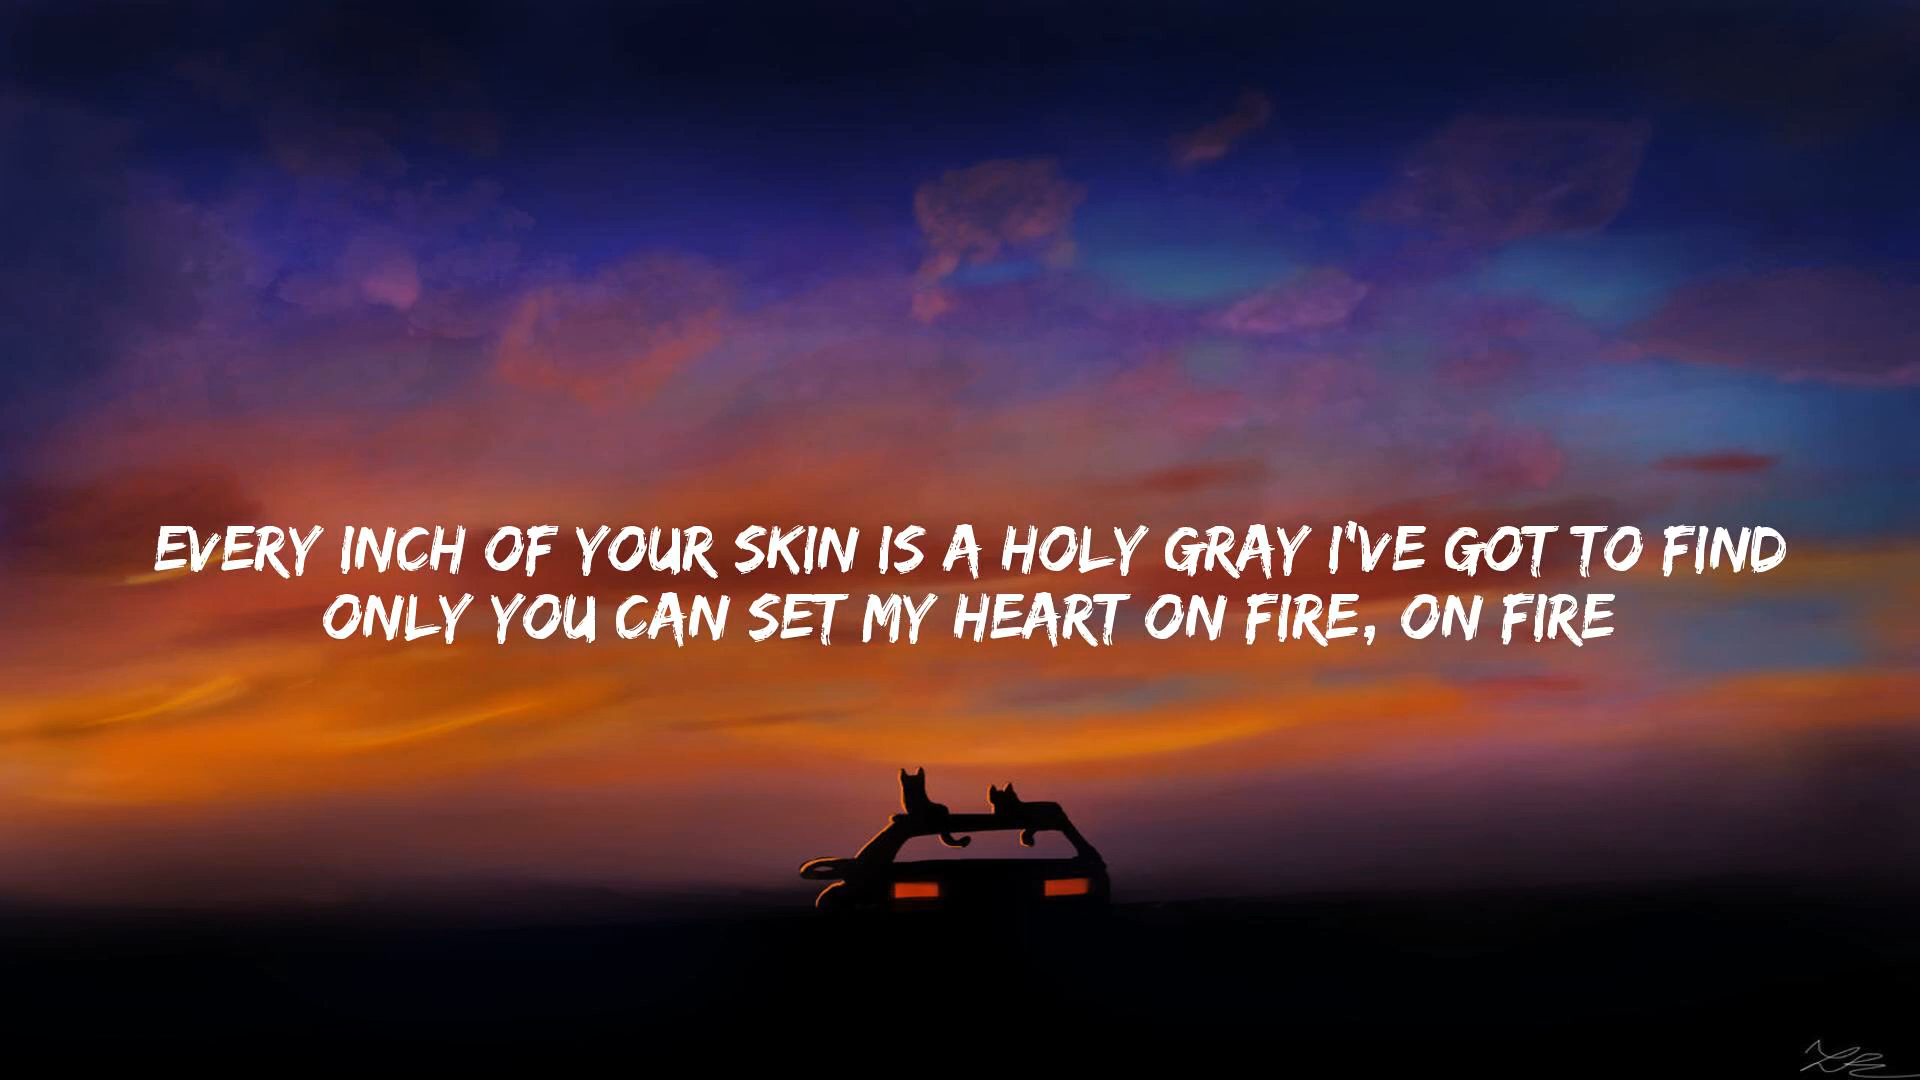 EVERY INCH OF YOUR SKIN IS A HOLY GRAY I'VE GOT TO FIND
ONLY YOU CAN SET MY HEART ON FIRE, ON FIRE